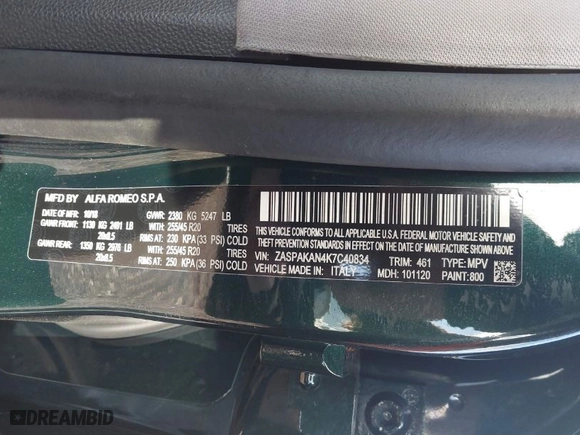 MFD BY ALFA ROMEO S.P.A.
DATE OF MFR: 10/18 GVWR: 2380 KG 5247 LB
GAWR FRONT: 1130 KG 2491 LB WITH: 255/45 R20 TIRES
20x8.5 RIMS AT: 230 KPA (33 PSI) COLD
GAWR REAR: 1350 KG 2976 LB WITH: 255/45 R20 TIRES
20x8.5 RIMS AT: 250 KPA (36 PSI) COLD
THIS VEHICLE CONFORMS TO ALL APPLICABLE U.S.A. FEDERAL MOTOR VEHICLE SAFETY,
BUMPER, AND THEFT PREVENTION STANDARDS IN EFFECT ON THE DATE OF MANUFACTURE SHOWN ABOVE.
VIN: ZASPAKAN4K7C40834 TRIM: 461 TYPE: MPV
VEHICLE MADE IN: ITALY MDH: 101120 PAINT: 800
DREAMBID